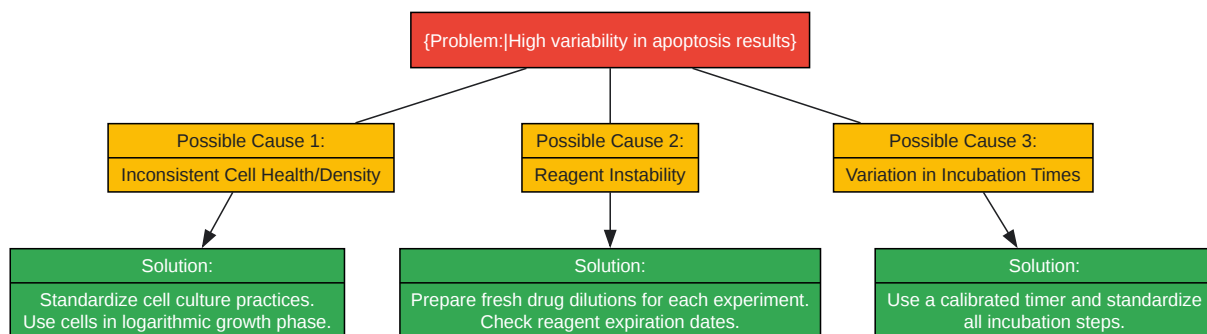 {Problem:|High variability in apoptosis results}
Possible Cause 1:
Inconsistent Cell Health/Density
Possible Cause 2:
Reagent Instability
Possible Cause 3:
Variation in Incubation Times
Solution:
Standardize cell culture practices.
Use cells in logarithmic growth phase.
Solution:
Prepare fresh drug dilutions for each experiment.
Check reagent expiration dates.
Solution:
Use a calibrated timer and standardize
all incubation steps.